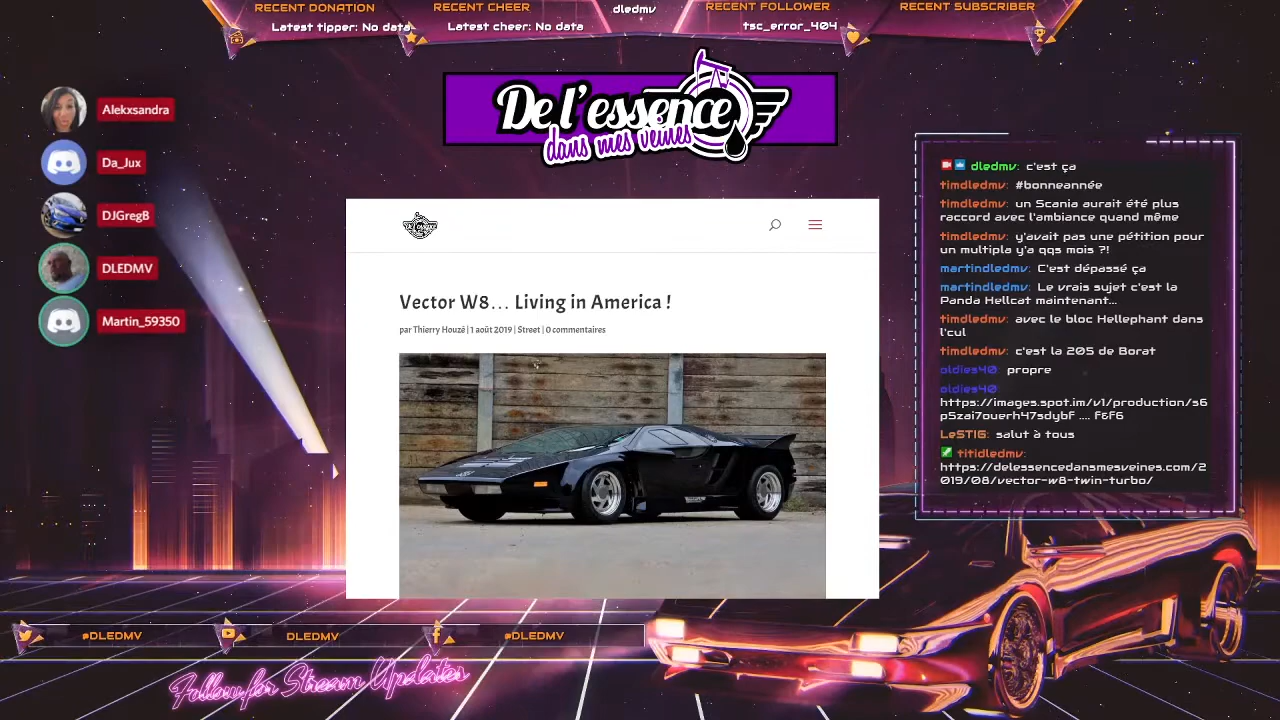 RECENT DONATION
Latest tipper: No data
RECENT CHEER
Latest cheer: No data
dledmv
RECENT FOLLOWER
tsc_error_404
RECENT SUBSCRIBER
De l'essence
dans mes veines
Alekxsandra
Da_Jux
DJGregB
DLEDMV
Martin_59350
Vector W8… Living in America !
par Thierry Houzé | 1 août 2019 | Street | 0 commentaires
dledmv: c'est ça
timdledmv: #bonneannée
timdledmv: un Scania aurait été plus
raccord avec l'ambiance quand même
timdledmv: y'avait pas une pétition pour
un multipla y'a qqs mois ?!
martindledmv: C'est dépassé ça
martindledmv: Le vrais sujet c'est la
Panda Hellcat maintenant...
timdledmv: avec le bloc Hellephant dans
l'cul
timdledmv: c'est la 205 de Borat
oldies40: propre
oldies40:
https://images.spot.im/v1/production/s6
p5zai7ouerh47sdybf .... f6f6
LeSTIG: salut à tous
titidledmv:
https://delessencedansmesveines.com/2
019/08/vector-w8-twin-turbo/
@DLEDMV
DLEDMV
@DLEDMV
Follow for Stream Updates